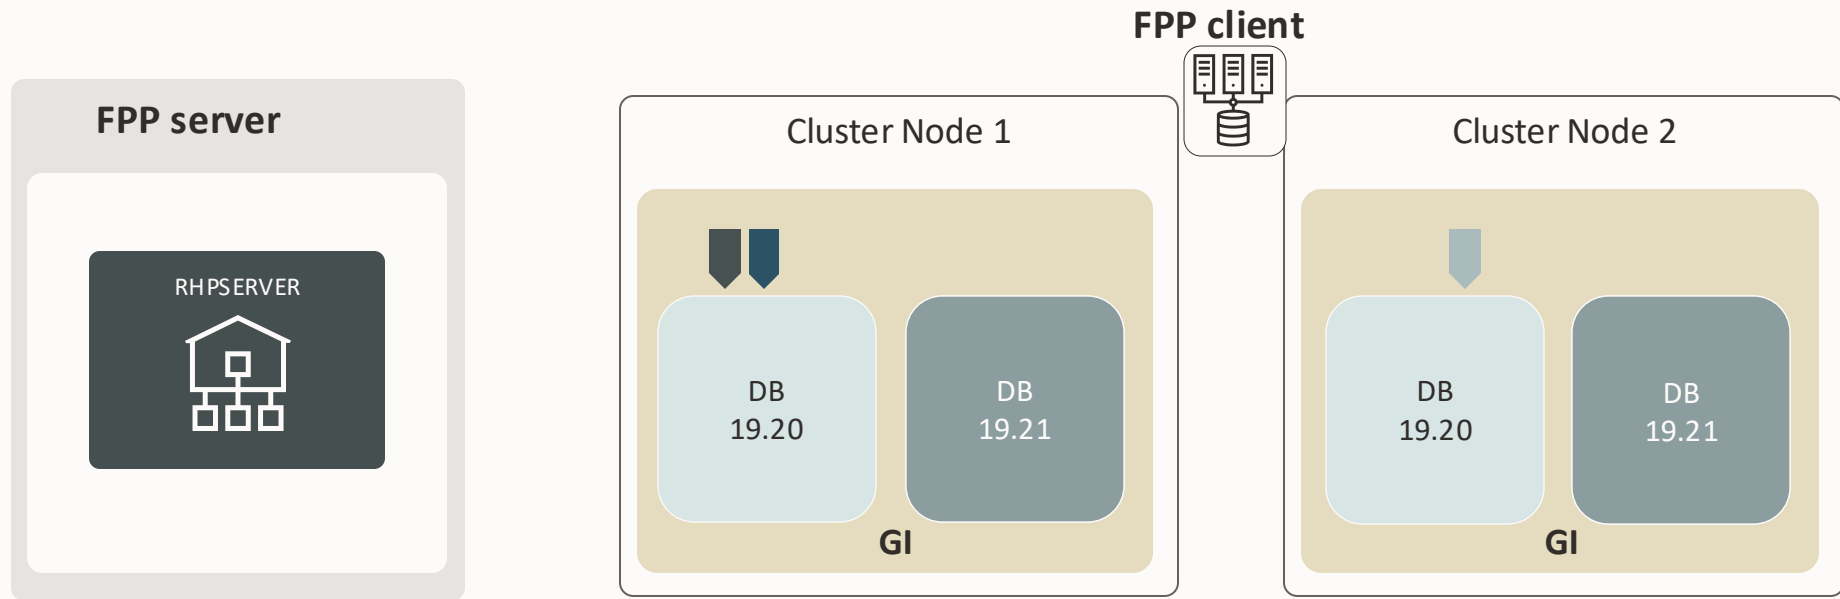 FPP client
FPP server
Cluster Node 1
Cluster Node 2
RHPSERVER
DB
19.20
DB
19.21
GI
DB
19.20
DB
19.21
GI